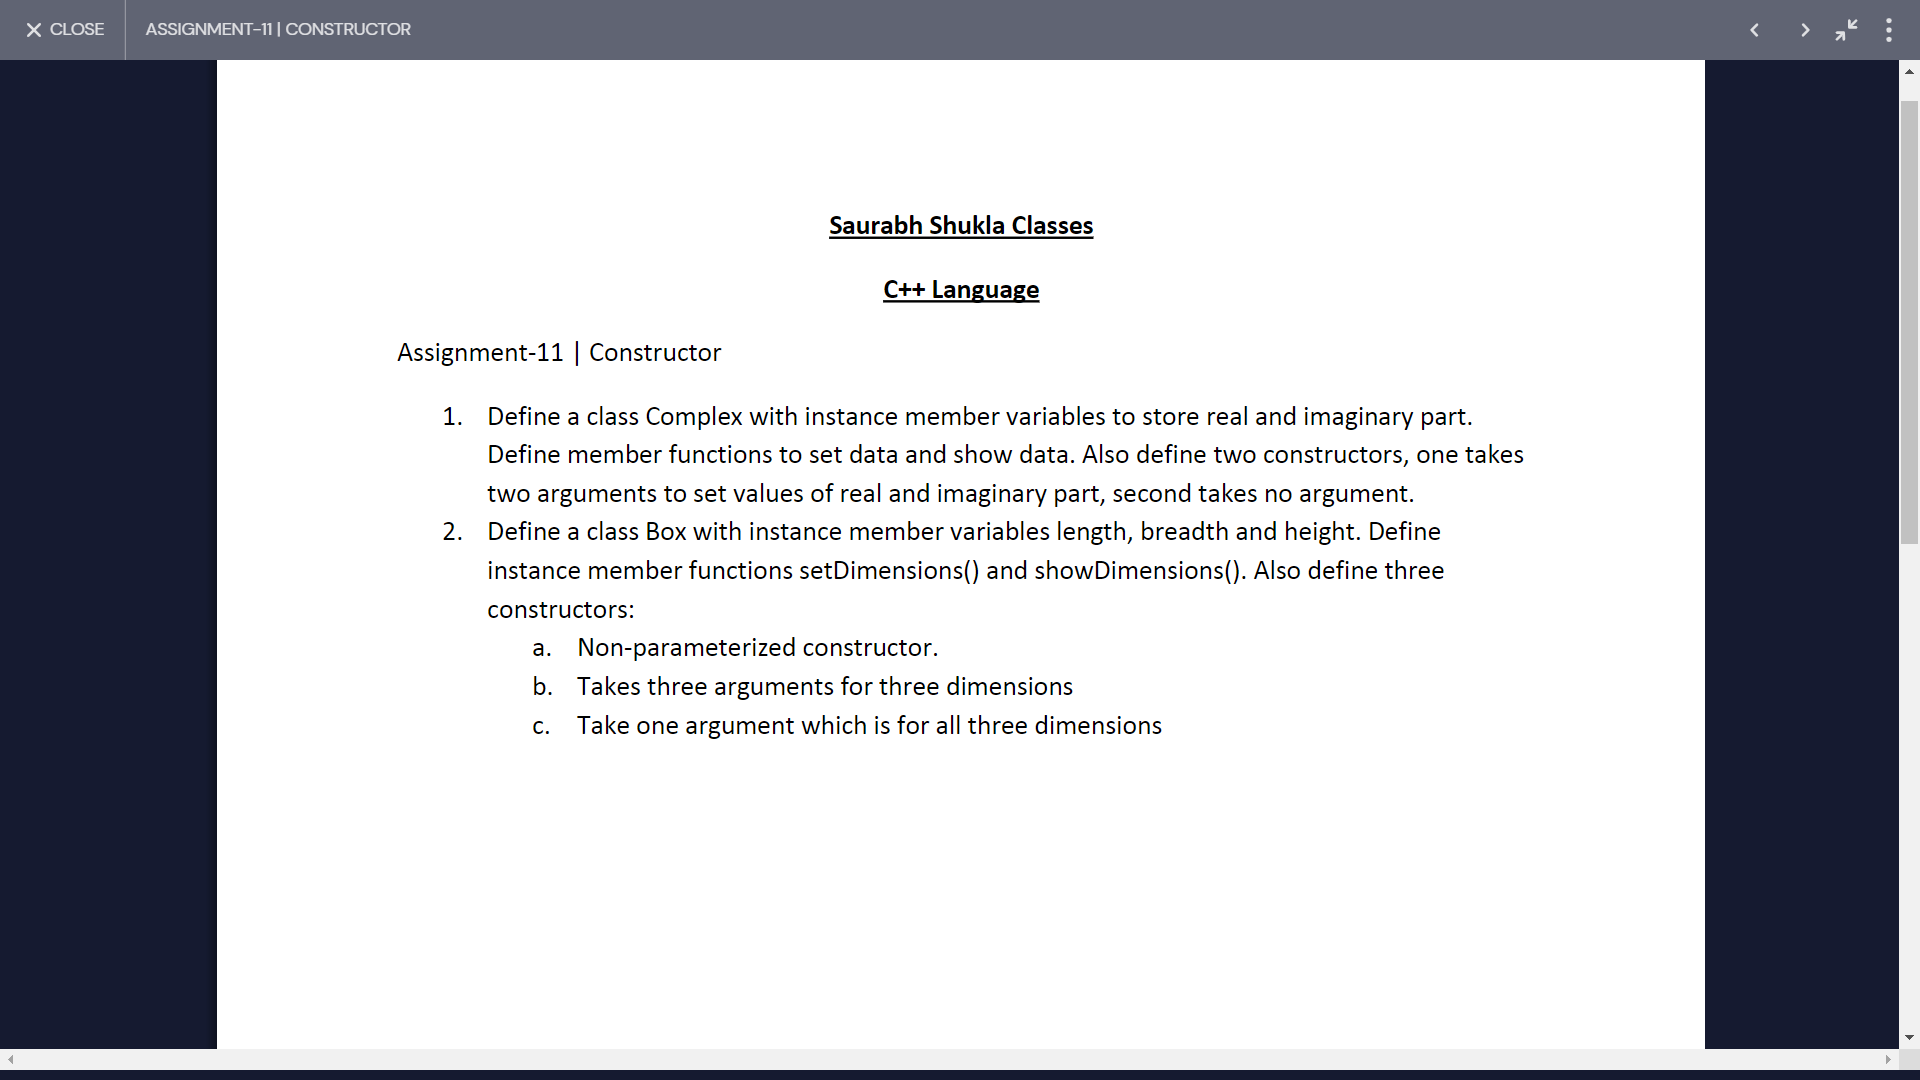 CLOSE
ASSIGNMENT-11 | CONSTRUCTOR
Saurabh Shukla Classes
C++ Language
Assignment-11 | Constructor
1. Define a class Complex with instance member variables to store real and imaginary part.
Define member functions to set data and show data. Also define two constructors, one takes
two arguments to set values of real and imaginary part, second takes no argument.
2. Define a class Box with instance member variables length, breadth and height. Define
instance member functions setDimensions() and showDimensions(). Also define three
constructors:
a. Non-parameterized constructor.
b. Takes three arguments for three dimensions
c. Take one argument which is for all three dimensions